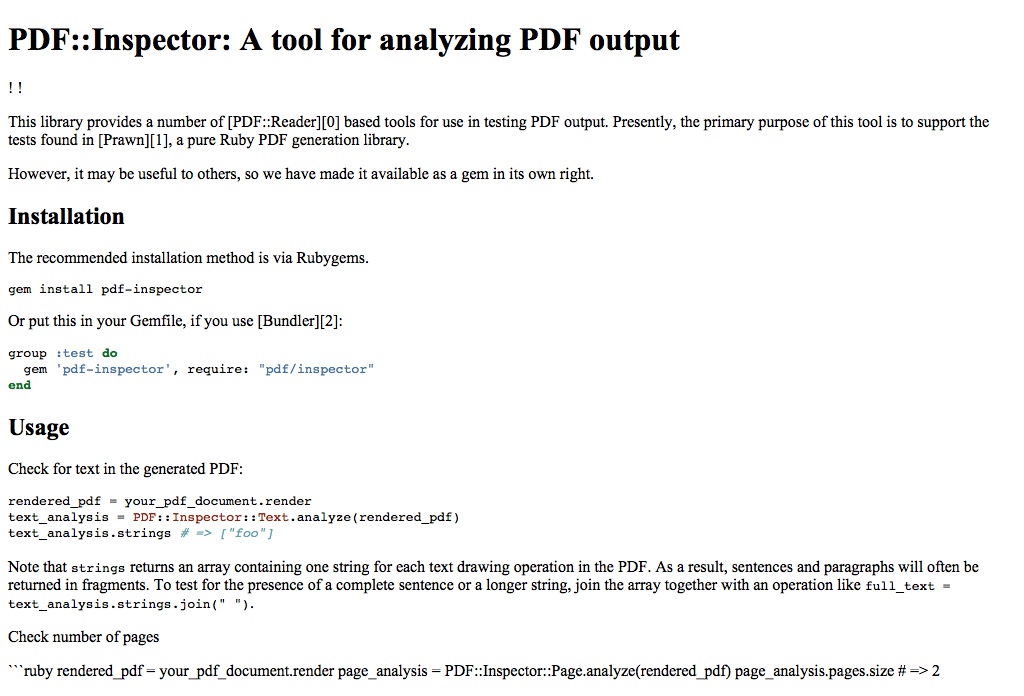 PDF::Inspector: A tool for analyzing PDF output
! !
This library provides a number of [PDF::Reader][0] based tools for use in testing PDF output. Presently, the primary purpose of this tool is to support the
tests found in [Prawn][1], a pure Ruby PDF generation library.
However, it may be useful to others, so we have made it available as a gem in its own right.
Installation
The recommended installation method is via Rubygems.
gem install pdf-inspector
Or put this in your Gemfile, if you use [Bundler][2]:
group :test do
  gem 'pdf-inspector', require: "pdf/inspector"
end
Usage
Check for text in the generated PDF:
rendered_pdf = your_pdf_document.render
text_analysis = PDF::Inspector::Text.analyze(rendered_pdf)
text_analysis.strings # => ["foo"]
Note that strings returns an array containing one string for each text drawing operation in the PDF. As a result, sentences and paragraphs will often be
returned in fragments. To test for the presence of a complete sentence or a longer string, join the array together with an operation like full_text =
text_analysis.strings.join(" ").
Check number of pages
```ruby rendered_pdf = your_pdf_document.render page_analysis = PDF::Inspector::Page.analyze(rendered_pdf) page_analysis.pages.size # => 2